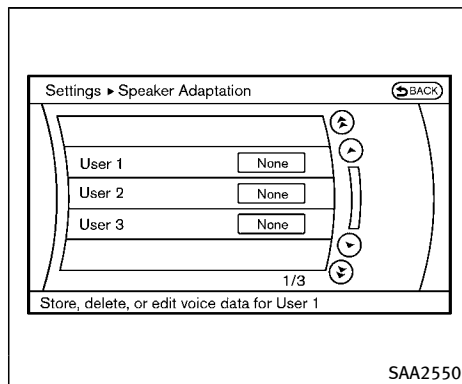 Settings ▸ Speaker Adaptation
BACK
User 1 None
User 2 None
User 3 None
1/3
Store, delete, or edit voice data for User 1
SAA2550